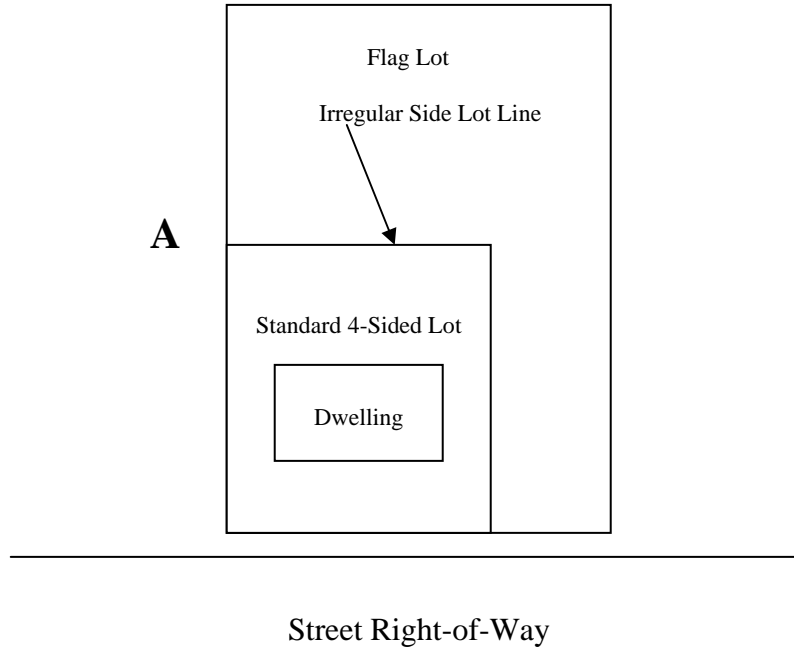 Flag Lot
Irregular Side Lot Line
A
Standard 4-Sided Lot
Dwelling
Street Right-of-Way